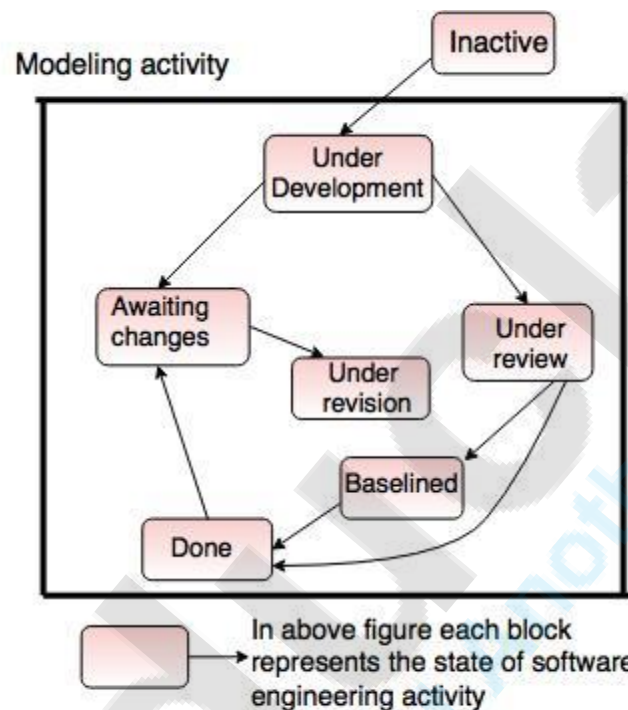 Inactive
Modeling activity
Under
Development
Awaiting
changes
Under
review
Under
revision
Baselined
Done
In above figure each block
represents the state of software
engineering activity